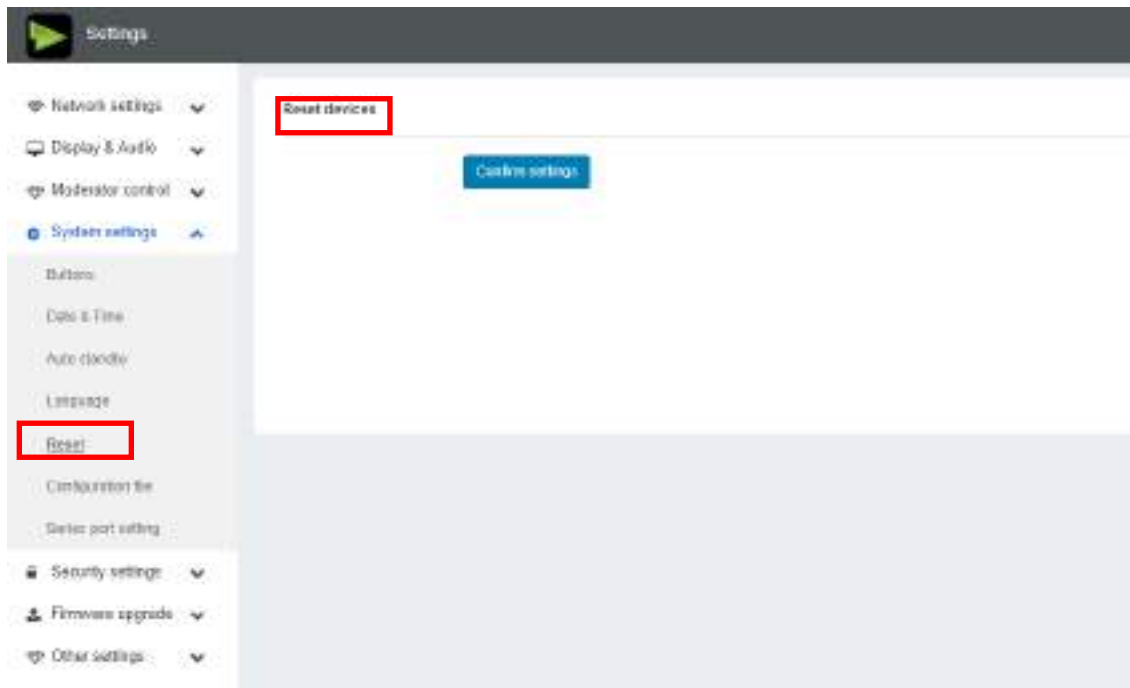 Settings
Network settings
Display & Audio
Moderator control
System settings
Buttons
Date & Time
Auto standby
Language
Reset
Configuration file
Series port setting
Security settings
Firmware upgrade
Other settings
Reset devices
Confirm settings